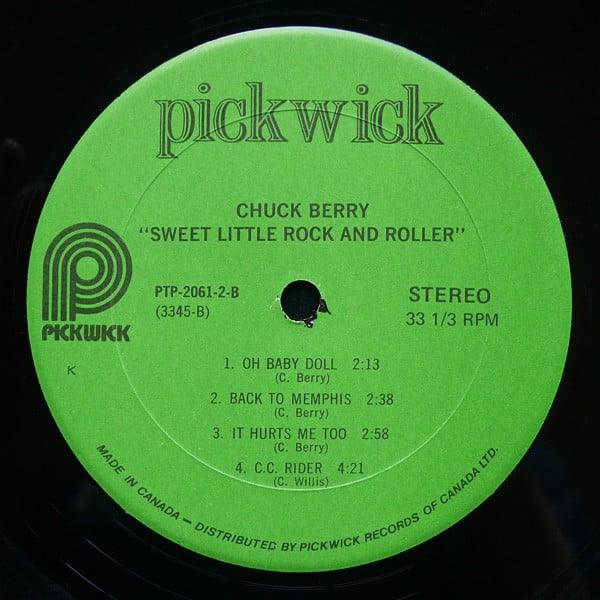 pickwick
CHUCK BERRY
"SWEET LITTLE ROCK AND ROLLER"
PICKWICK
PTP-2061-2-B
(3345-B)
STEREO
33 1/3 RPM
K
1. OH BABY DOLL 2:13
(C. Berry)
2. BACK TO MEMPHIS 2:38
(C. Berry)
3. IT HURTS ME TOO 2:58
(C. Berry)
4. C.C. RIDER 4:21
(C. Willis)
MADE IN CANADA — DISTRIBUTED BY PICKWICK RECORDS OF CANADA LTD.